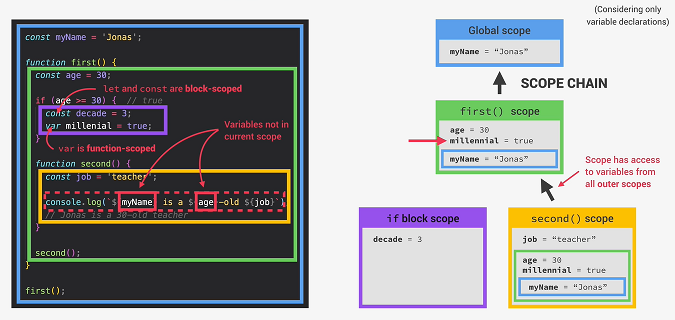 const myName = 'Jonas';
function first() {
const age = 30;
let and const are block-scoped
if (age >= 30) { // true
const decade = 3;
var millenial = true;
}
var is function-scoped
Variables not in
current scope
function second() {
const job = 'teacher';
console.log(`${myName} is a ${age}-old ${job}`)
// Jonas is a 30-old teacher
}
second();
}
first();
(Considering only
variable declarations)
Global scope
myName = “Jonas”
SCOPE CHAIN
first() scope
age = 30
millennial = true
myName = “Jonas”
Scope has access
to variables from
all outer scopes
if block scope
decade = 3
second() scope
job = “teacher”
age = 30
millennial = true
myName = “Jonas”